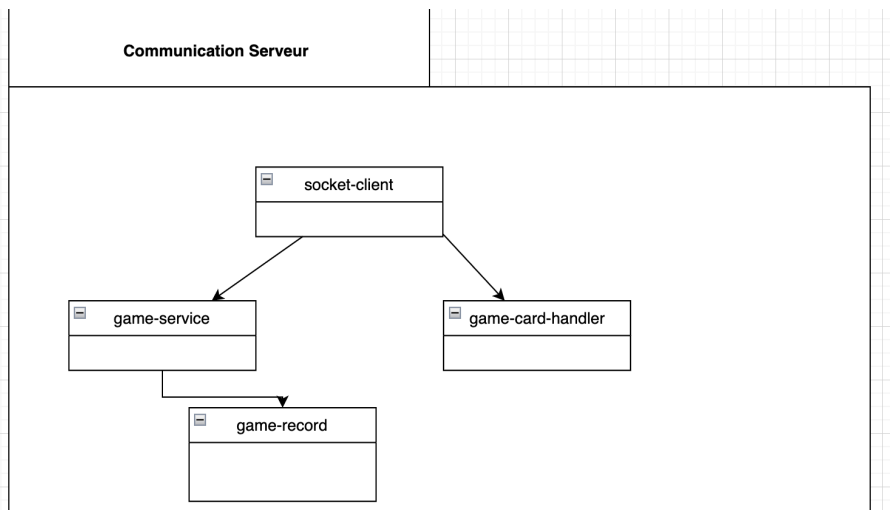 Communication Serveur
socket-client
game-service
game-card-handler
game-record